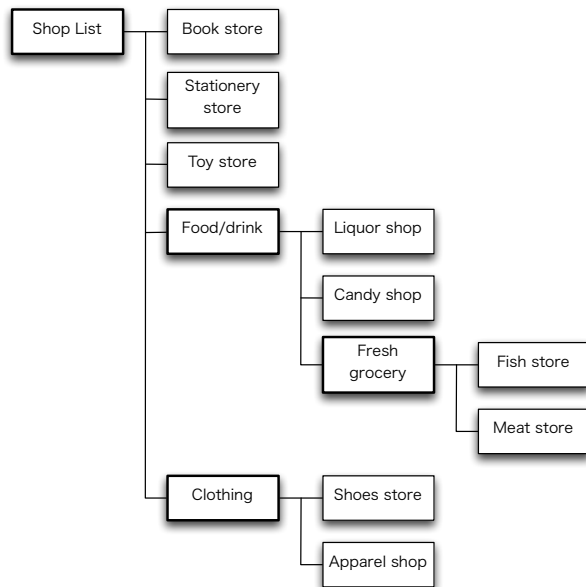 Shop List
Book store
Stationery
store
Toy store
Food/drink
Liquor shop
Candy shop
Fresh
grocery
Fish store
Meat store
Clothing
Shoes store
Apparel shop